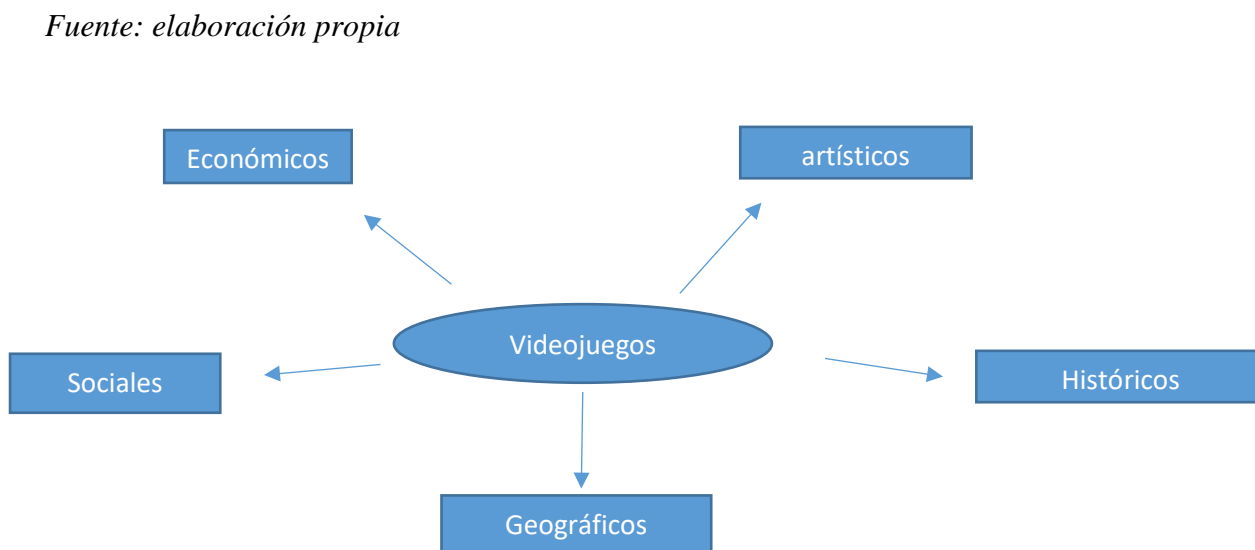 Fuente: elaboración propia
Económicos
artísticos
Videojuegos
Sociales
Históricos
Geográficos